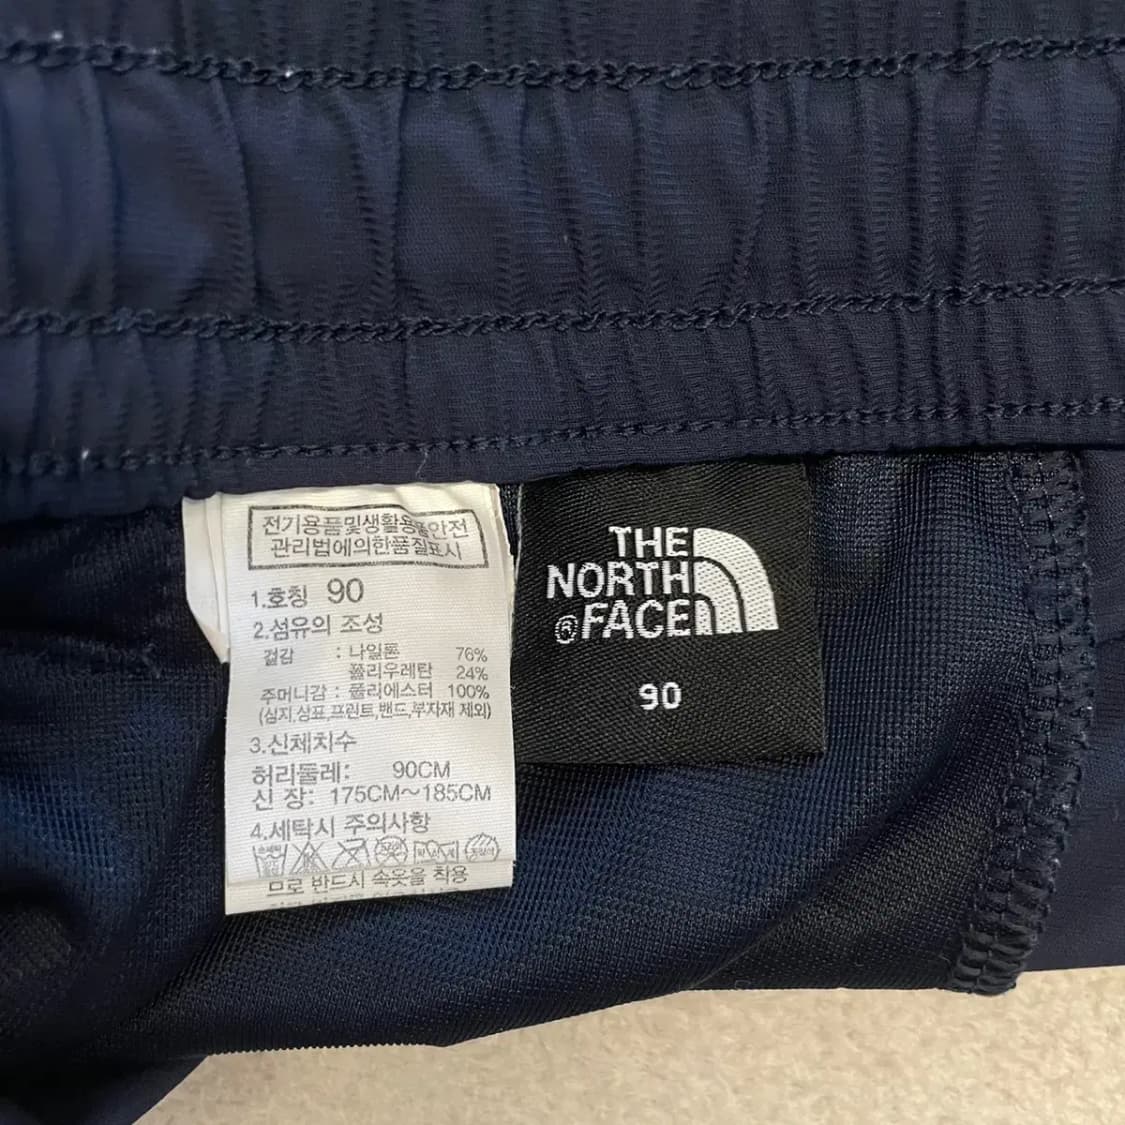 전기용품및생활용품안전
관리법에의한품질표시
1.호칭 90
2.섬유의 조성
겉감 : 나일론 76%
폴리우레탄 24%
주머니감 : 폴리에스터 100%
(심지,상표,프린트,밴드,부자재 제외)
3.신체치수
허리둘레: 90CM
신 장: 175CM~185CM
4.세탁시 주의사항
므로 반드시 속옷을 착용
THE
NORTH
®FACE
90